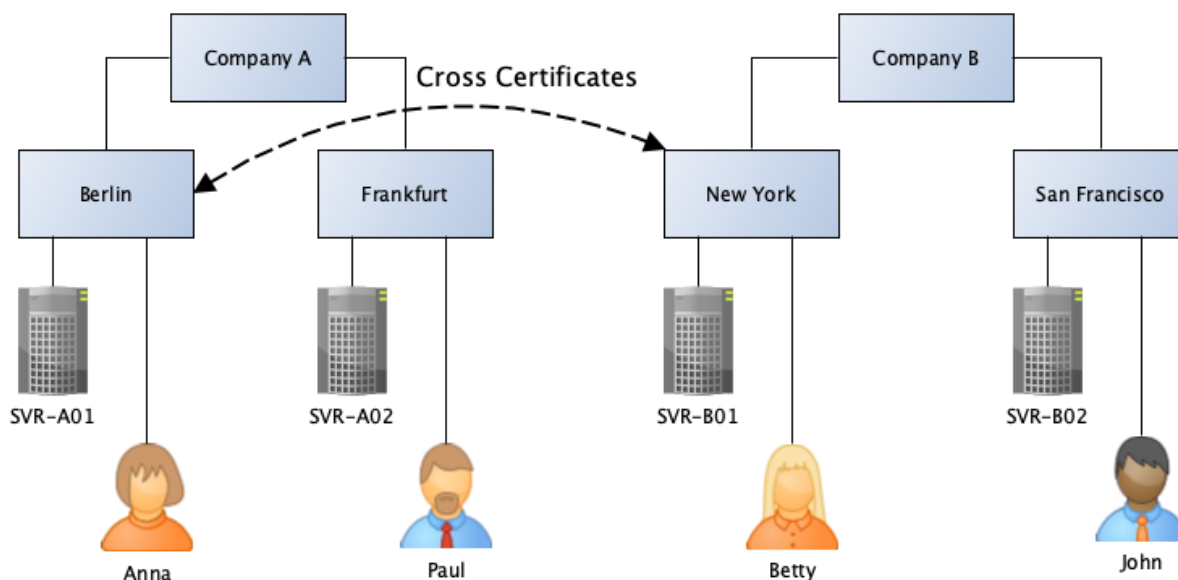 Company A
Company B
Cross Certificates
Berlin
Frankfurt
New York
San Francisco
SVR-A01
SVR-A02
SVR-B01
SVR-B02
Anna
Paul
Betty
John